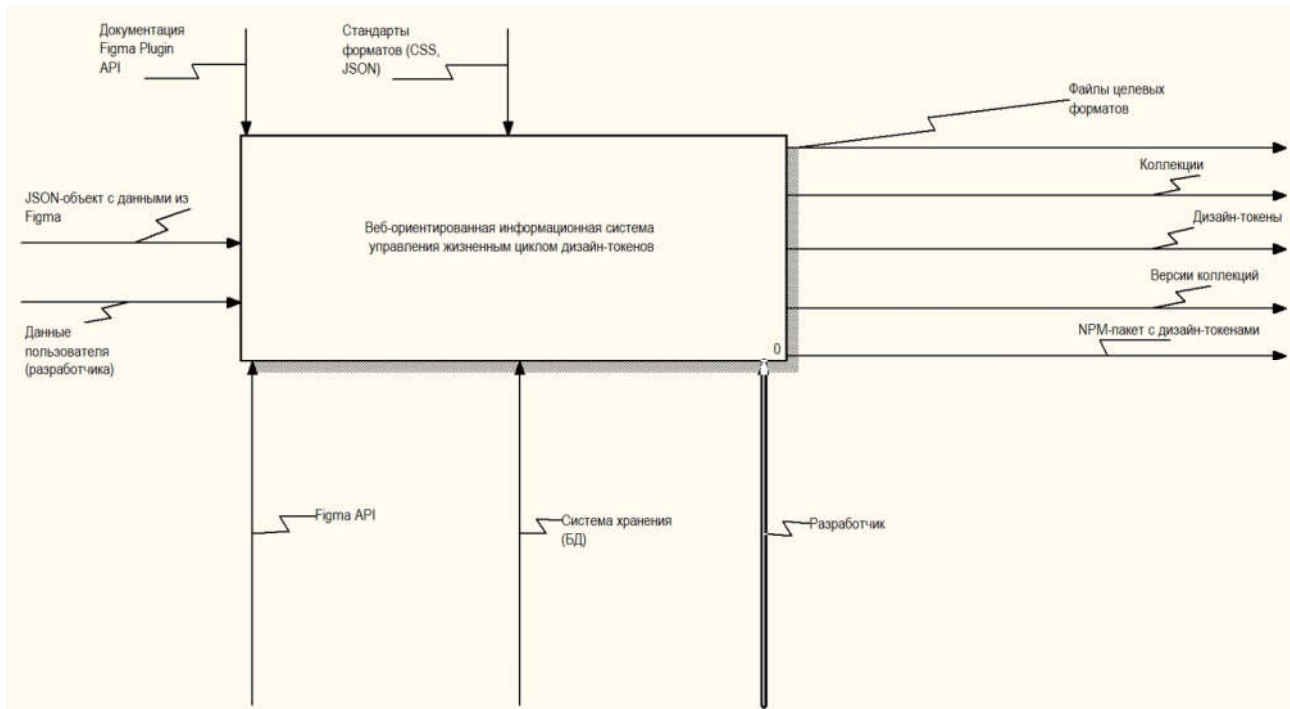 Документация
Figma Plugin
API
Стандарты
форматов (CSS,
JSON)
Файлы целевых
форматов
Коллекции
JSON-объект с данными из
Figma
Веб-ориентированная информационная система
управления жизненным циклом дизайн-токенов
Дизайн-токены
Версии коллекций
Данные
пользователя
(разработчика)
NPM-пакет с дизайн-токенами
0
Figma API
Система хранения
(БД)
Разработчик